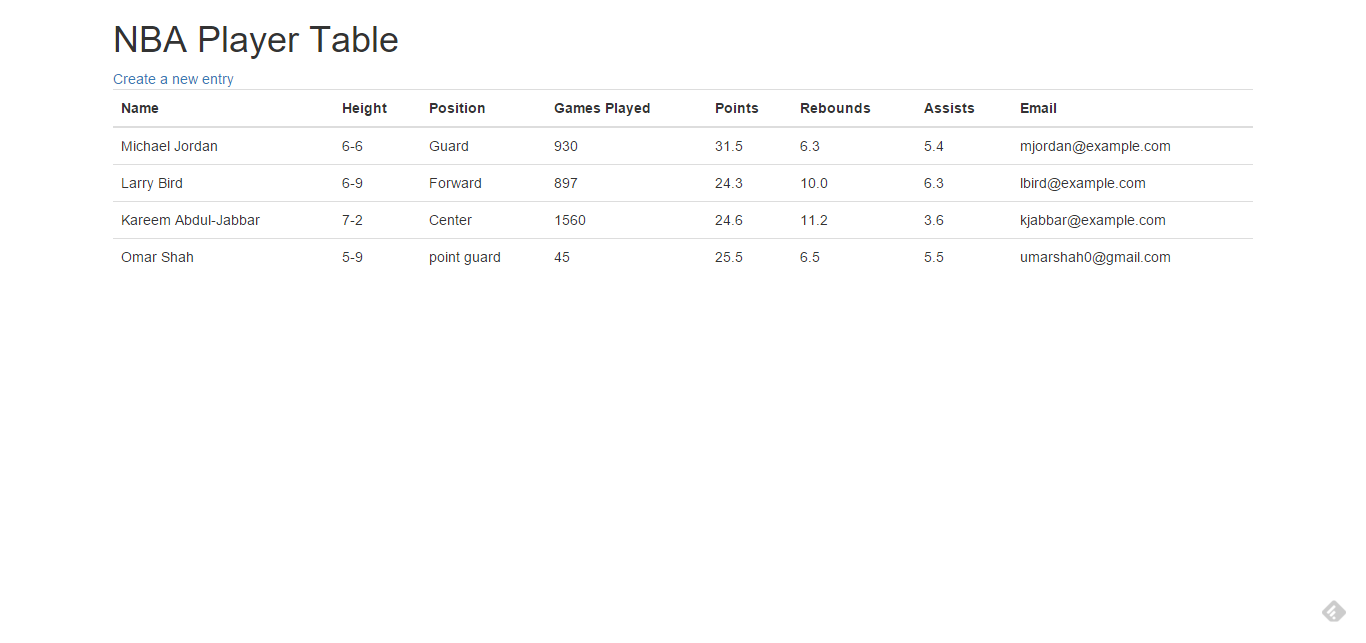 NBA Player Table
Create a new entry
Name Height Position Games Played Points Rebounds Assists Email
Michael Jordan 6-6 Guard 930 31.5 6.3 5.4 mjordan@example.com
Larry Bird 6-9 Forward 897 24.3 10.0 6.3 lbird@example.com
Kareem Abdul-Jabbar 7-2 Center 1560 24.6 11.2 3.6 kjabbar@example.com
Omar Shah 5-9 point guard 45 25.5 6.5 5.5 umarshah0@gmail.com